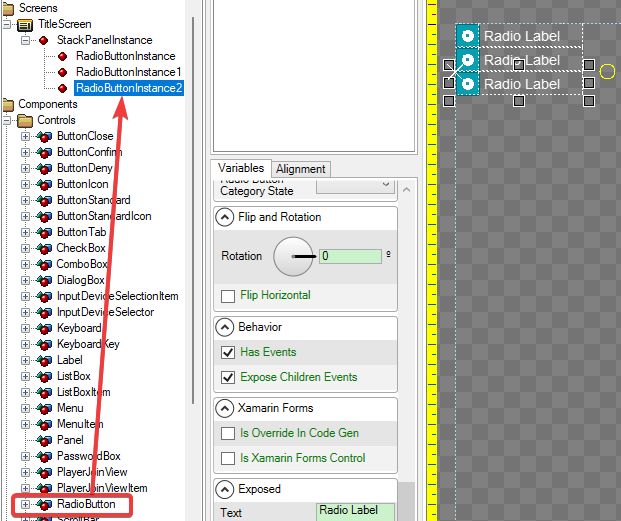 Screens
TitleScreen
StackPanelInstance
RadioButtonInstance
RadioButtonInstance1
RadioButtonInstance2
Components
Controls
ButtonClose
ButtonConfirm
ButtonDeny
ButtonIcon
ButtonStandard
ButtonStandardIcon
ButtonTab
CheckBox
ComboBox
DialogBox
InputDeviceSelectionItem
InputDeviceSelector
Keyboard
KeyboardKey
Label
ListBox
ListBoxItem
Menu
MenuItem
Panel
PasswordBox
PlayerJoinView
PlayerJoinViewItem
RadioButton
ScrollBar
Variables
Alignment
Radio Button
Category State
Flip and Rotation
Rotation
0
º
Flip Horizontal
Behavior
Has Events
Expose Children Events
Xamarin Forms
Is Override In Code Gen
Is Xamarin Forms Control
Exposed
Text
Radio Label
Radio Label
Radio Label
Radio Label